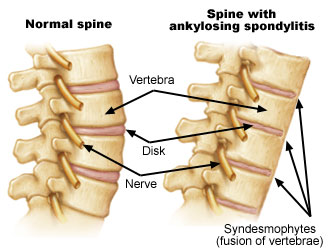 Normal spine
Spine with
ankylosing spondylitis
Vertebra
Disk
Nerve
Syndesmophytes
(fusion of vertebrae)